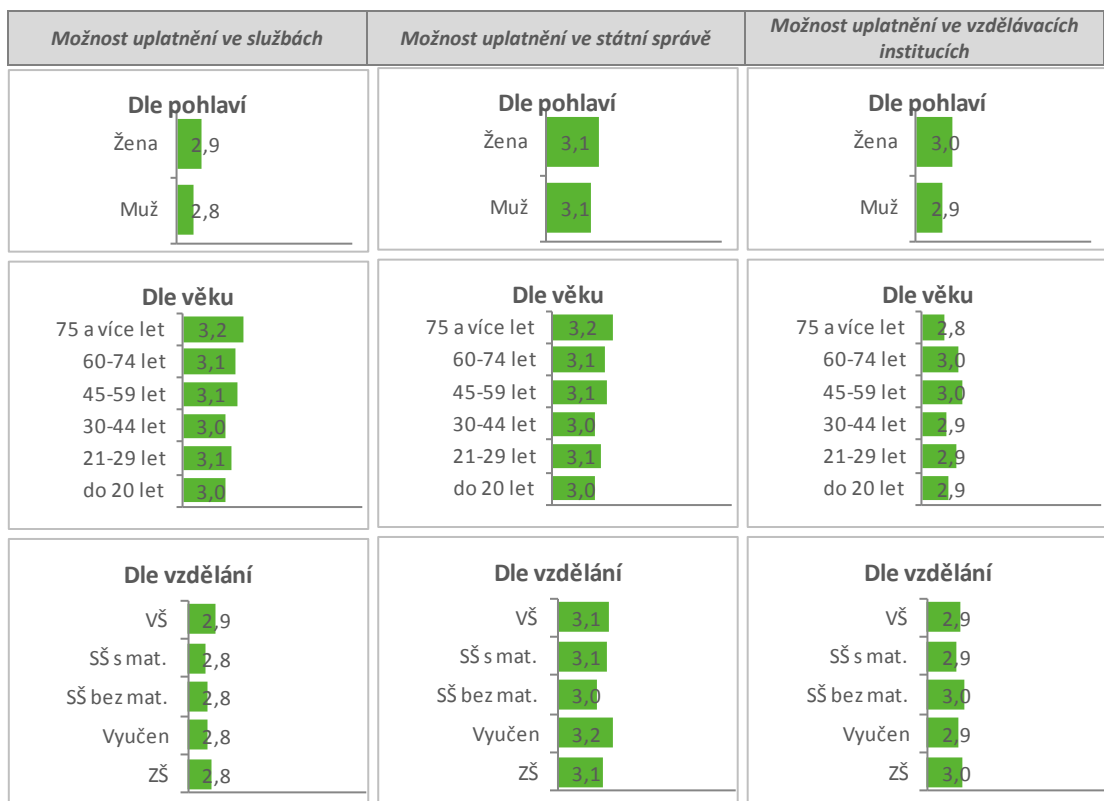 Možnost uplatnění ve službách
Možnost uplatnění ve státní správě
Možnost uplatnění ve vzdělávacích
institucích
Dle pohlaví
Žena 2,9
Muž 2,8
Dle pohlaví
Žena 3,1
Muž 3,1
Dle pohlaví
Žena 3,0
Muž 2,9
Dle věku
75 a více let 3,2
60-74 let 3,1
45-59 let 3,1
30-44 let 3,0
21-29 let 3,1
do 20 let 3,0
Dle věku
75 a více let 3,2
60-74 let 3,1
45-59 let 3,1
30-44 let 3,0
21-29 let 3,1
do 20 let 3,0
Dle věku
75 a více let 2,8
60-74 let 3,0
45-59 let 3,0
30-44 let 2,9
21-29 let 2,9
do 20 let 2,9
Dle vzdělání
VŠ 2,9
SŠ s mat. 2,8
SŠ bez mat. 2,8
Vyučen 2,8
ZŠ 2,8
Dle vzdělání
VŠ 3,1
SŠ s mat. 3,1
SŠ bez mat. 3,0
Vyučen 3,2
ZŠ 3,1
Dle vzdělání
VŠ 2,9
SŠ s mat. 2,9
SŠ bez mat. 3,0
Vyučen 2,9
ZŠ 3,0